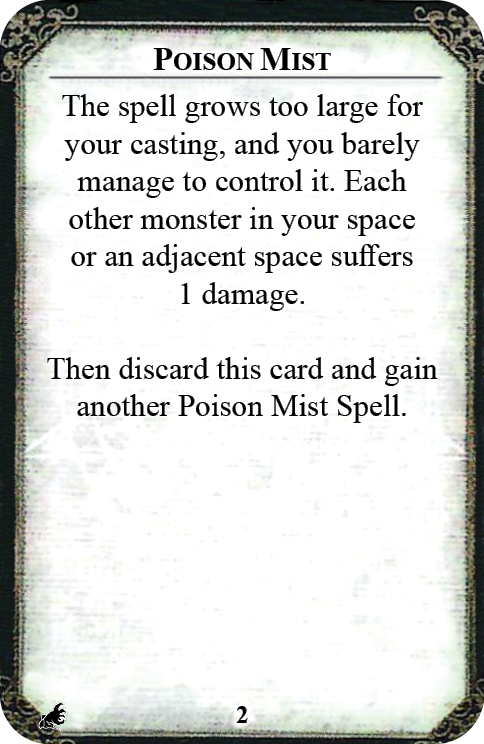 POISON MIST
The spell grows too large for
your casting, and you barely
manage to control it. Each
other monster in your space
or an adjacent space suffers
1 damage.
Then discard this card and gain
another Poison Mist Spell.
2